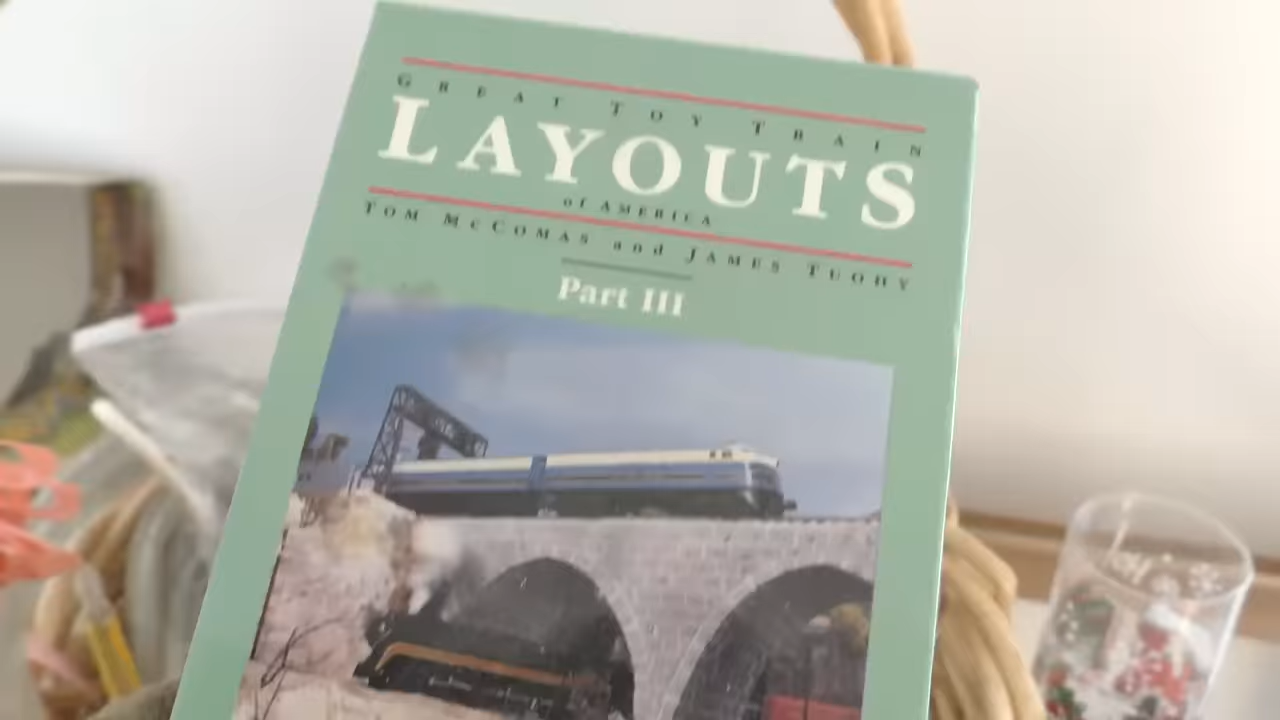 GREAT TOY TRAIN
LAYOUTS
of AMERICA
TOM McCOMAS and JAMES TUOHY
Part III